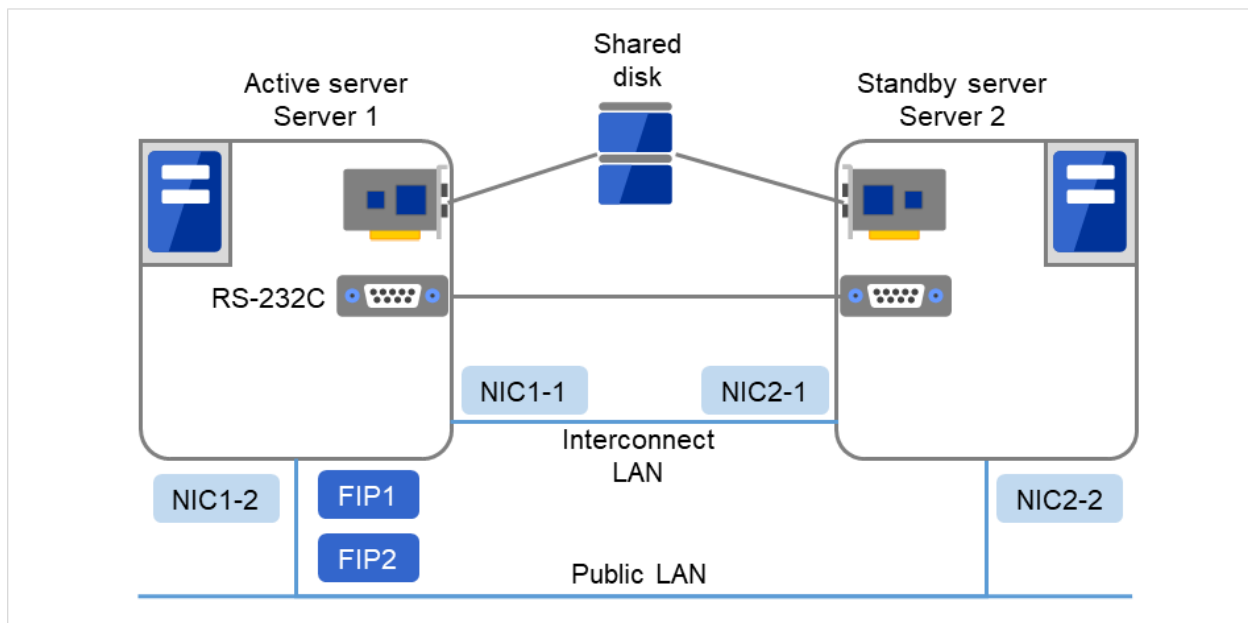 Shared
disk
Active server
Server 1
Standby server
Server 2
RS-232C
NIC1-1
NIC2-1
Interconnect
LAN
NIC1-2
FIP1
NIC2-2
FIP2
Public LAN